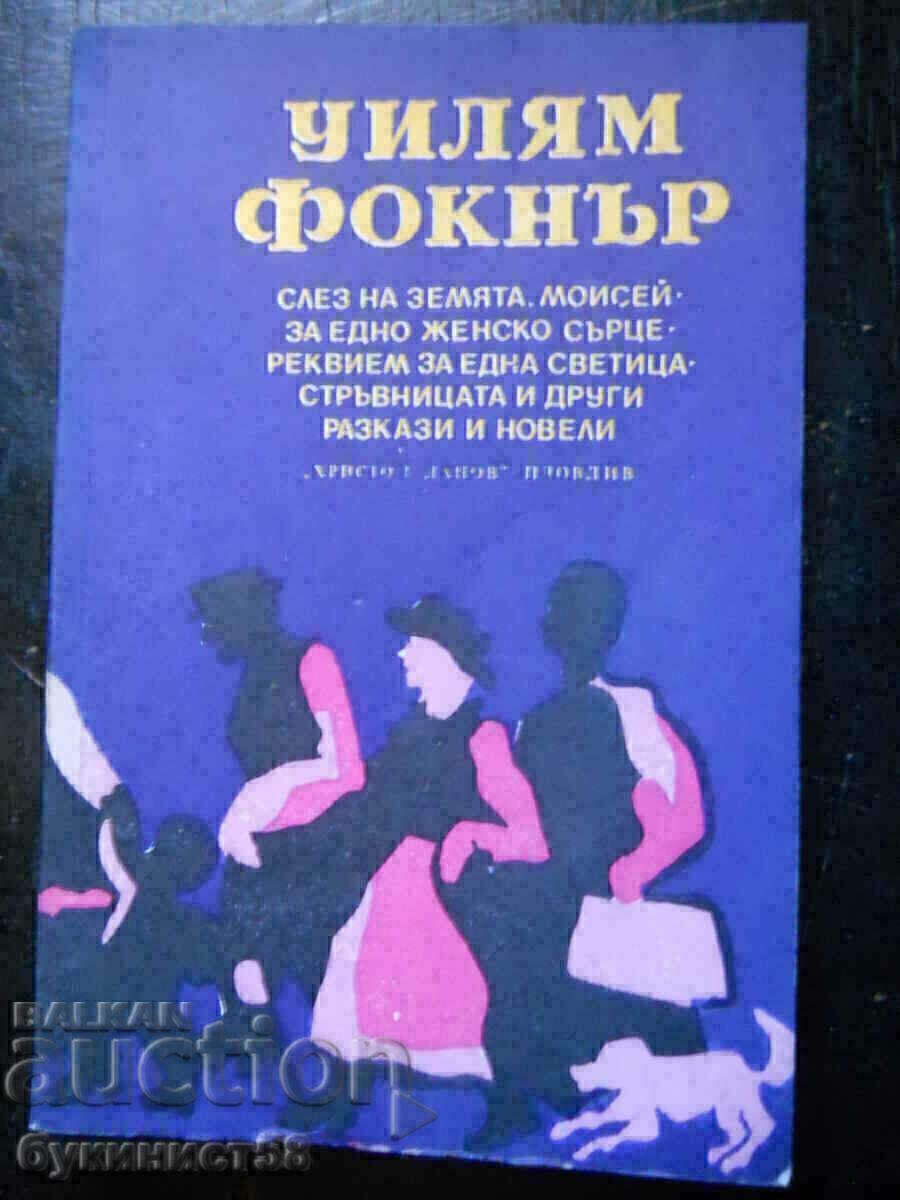 УИЛЯМ
ФОКНЪР
СЛЕЗ НА ЗЕМЯТА, МОИСЕЙ·
ЗА ЕДНО ЖЕНСКО СЪРЦЕ·
РЕКВИЕМ ЗА ЕДНА СВЕТИЦА·
СТРЪВНИЦАТА И ДРУГИ
РАЗКАЗИ И НОВЕЛИ
„ХРИСТО Г. ДАНОВ" ПЛОВДИВ
BALKAN
auction
букинист58